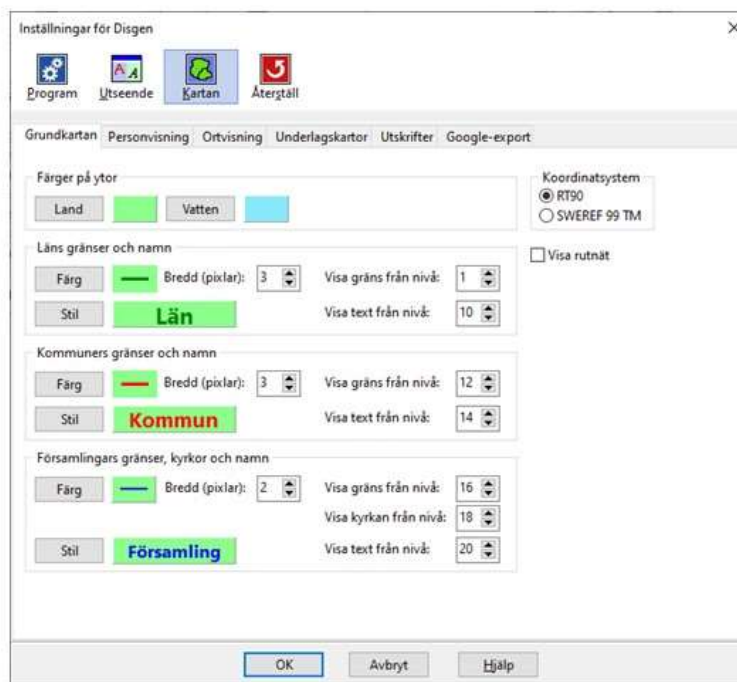 Inställningar för Disgen
Program Utseende Kartan Återställ
Grundkartan Personvisning Ortvisning Underlagskartor Utskrifter Google-export
Färger på ytor
Land Vatten
Koordinatsystem
RT90
SWEREF 99 TM
Visa rutnät
Läns gränser och namn
Färg Bredd (pixlar): 3 Visa gräns från nivå: 1
Stil Län Visa text från nivå: 10
Kommuners gränser och namn
Färg Bredd (pixlar): 3 Visa gräns från nivå: 12
Stil Kommun Visa text från nivå: 14
Församlingars gränser, kyrkor och namn
Färg Bredd (pixlar): 2 Visa gräns från nivå: 16
Visa kyrkan från nivå: 18
Stil Församling Visa text från nivå: 20
OK Avbryt Hjälp